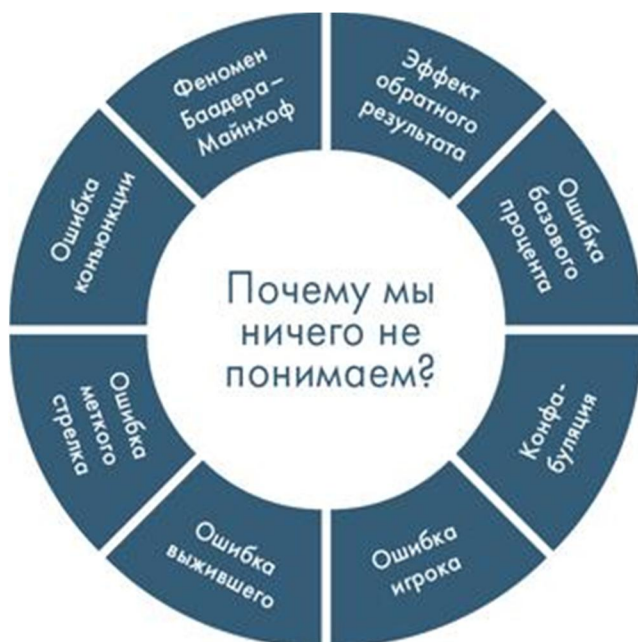 Почему мы
ничего не
понимаем?
Эффект
обратного
результата
Ошибка
базового
процента
Конфа-
буляция
Ошибка
игрока
Ошибка
выжившего
Ошибка
меткого
стрелка
Ошибка
конъюнкции
Феномен
Баадера–
Майнхоф